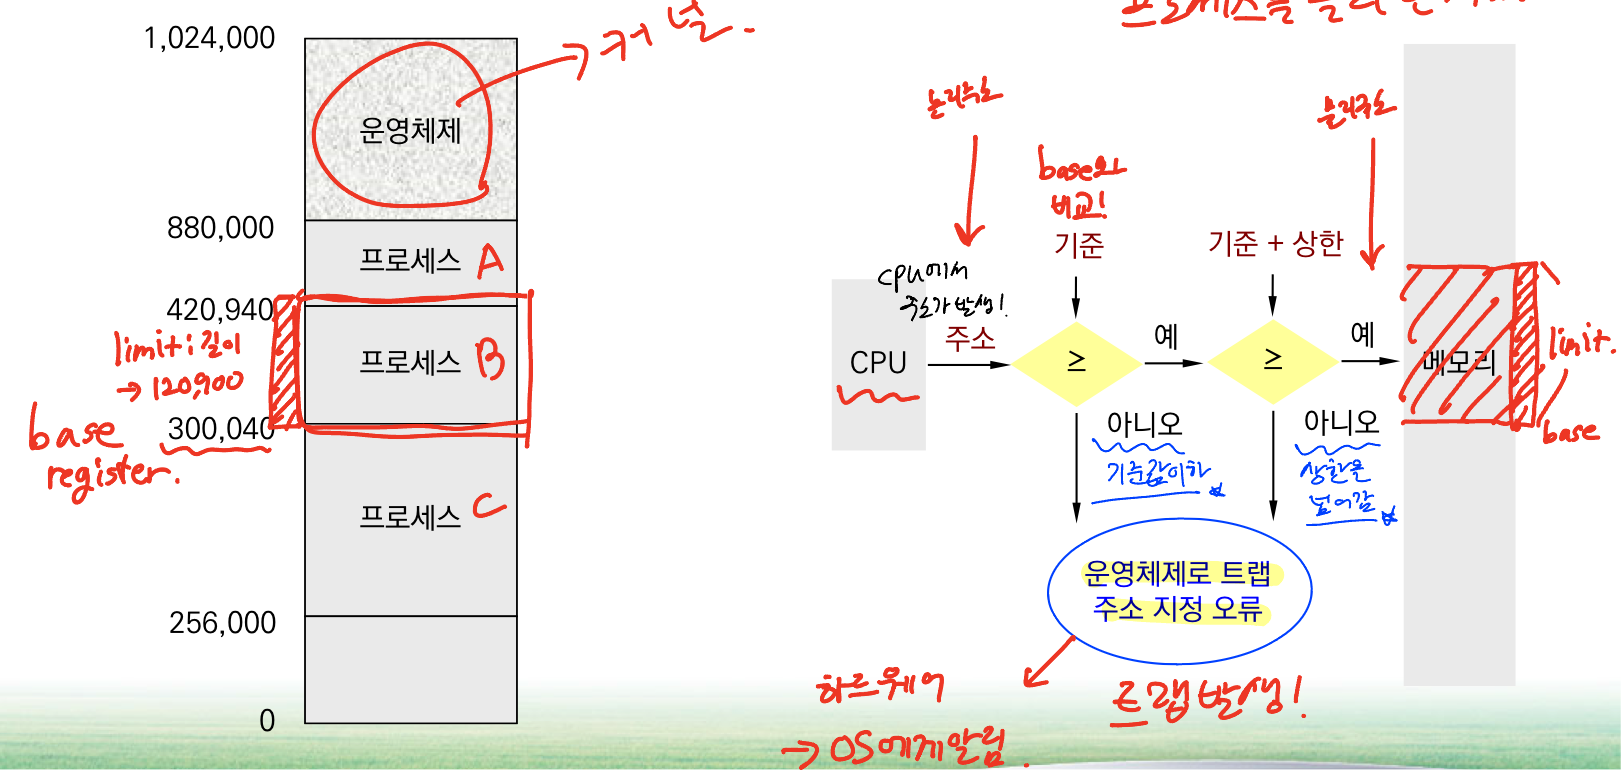 프로세스를
1,024,000
→ 커널.
운영체제
880,000
프로세스 A
420,940
limit : 길이
→ 120,900
프로세스 B
300,040
base
register.
프로세스 C
256,000
0
논리주소
물리주소
base와
비교!
기준
기준 + 상한
CPU에서
주소가 발생!
주소
CPU
≥
예
≥
예
메모리
limit.
base
아니오
기준값이하
아니오
상한을
넘어감
운영체제로 트랩
주소 지정 오류
하드웨어
→ OS에게알림.
트랩 발생!